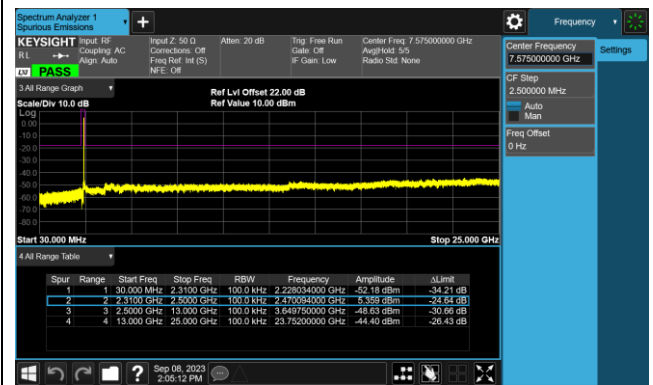 Spectrum Analyzer 1
Spurious Emissions
Frequency
KEYSIGHT
Input: RF
Coupling: AC
Align: Auto
Input Z: 50 Ω
Corrections: Off
Freq Ref: Int (S)
NFE: Off
Atten: 20 dB
Trig: Free Run
Gate: Off
IF Gain: Low
Center Freq: 7.575000000 GHz
Avg|Hold: 5/5
Radio Std: None
RL
LXI
PASS
Center Frequency
7.575000000 GHz
Settings
CF Step
2.500000 MHz
Auto
Man
Freq Offset
0 Hz
3 All Range Graph
Scale/Div 10.0 dB
Ref Lvl Offset 22.00 dB
Ref Value 10.00 dBm
Log
0.00
-10.0
-20.0
-30.0
-40.0
-50.0
-60.0
-70.0
-80.0
Start 30.000 MHz
Stop 25.000 GHz
4 All Range Table
Spur Range Start Freq Stop Freq RBW Frequency Amplitude ΔLimit
1 1 30.000 MHz 2.3100 GHz 100.0 kHz 2.228034000 GHz -52.18 dBm -34.21 dB
2 2 2.3100 GHz 2.5000 GHz 100.0 kHz 2.470094000 GHz 5.359 dBm -24.64 dB
3 3 2.5000 GHz 13.000 GHz 100.0 kHz 3.649750000 GHz -48.63 dBm -30.66 dB
4 4 13.000 GHz 25.000 GHz 100.0 kHz 23.75200000 GHz -44.40 dBm -26.43 dB
Sep 08, 2023
2:05:12 PM